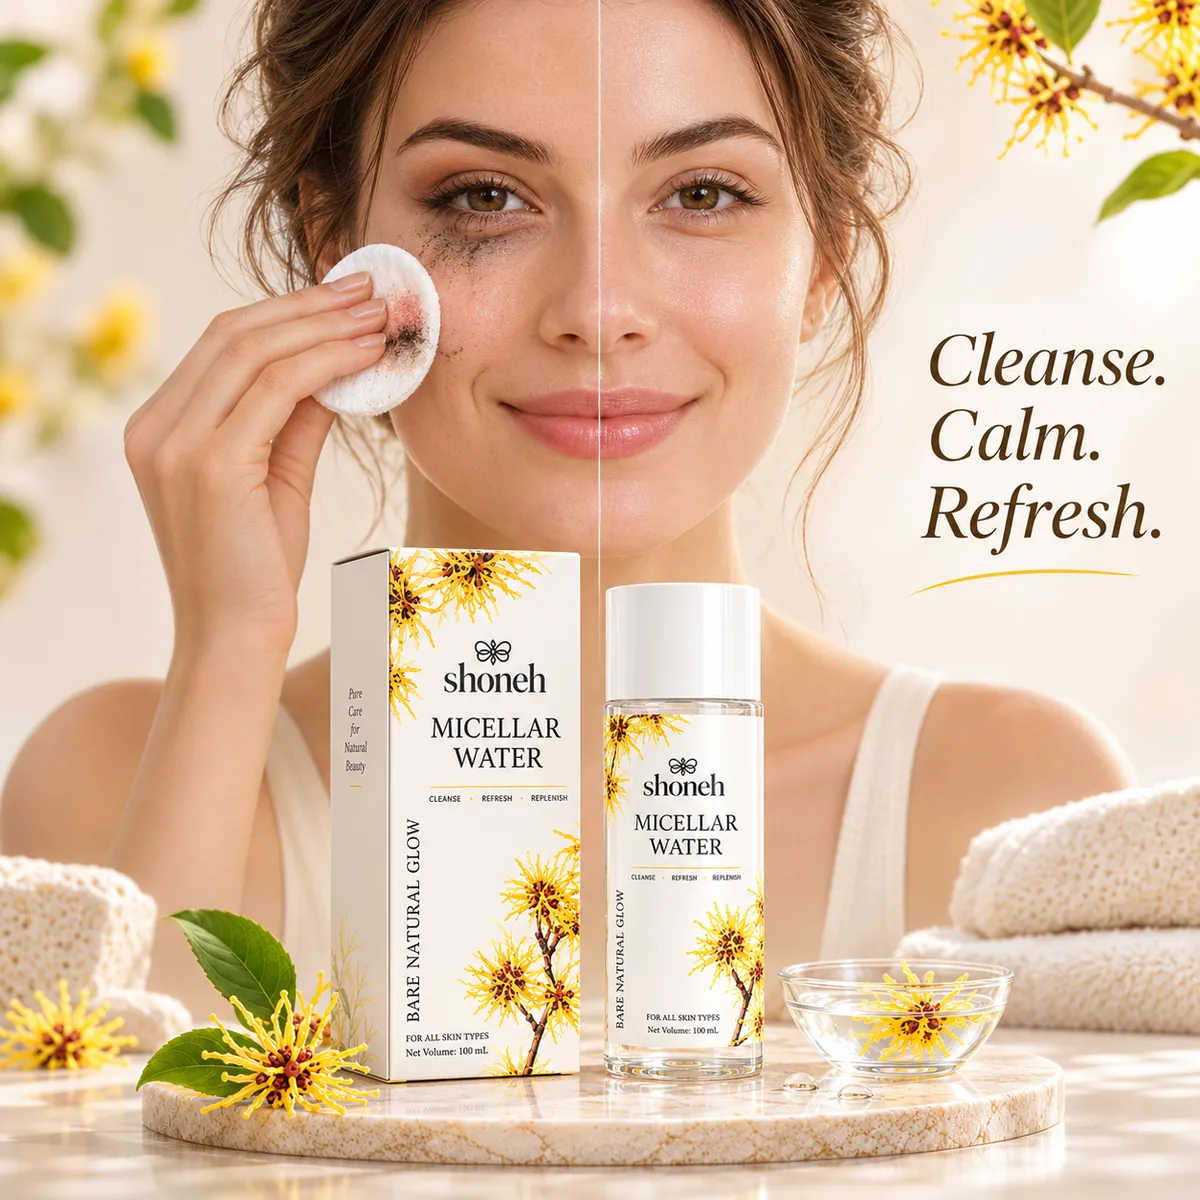 Cleanse.
Calm.
Refresh.
shoneh
MICELLAR
WATER
CLEANSE • REFRESH • REPLENISH
BARE NATURAL GLOW
FOR ALL SKIN TYPES
Net Volume: 100 mL
Pure
Care
for
Natural
Beauty
shoneh
MICELLAR
WATER
CLEANSE • REFRESH • REPLENISH
BARE NATURAL GLOW
FOR ALL SKIN TYPES
Net Volume: 100 mL